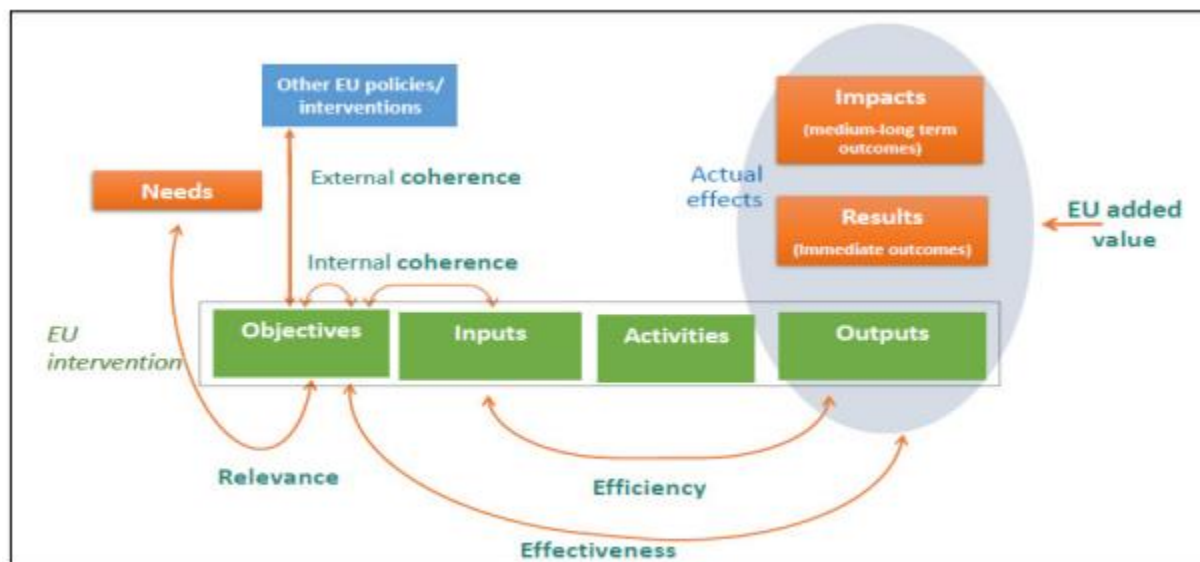 Other EU policies/
interventions
Impacts
(medium-long term
outcomes)
Actual
effects
Needs
External coherence
Results
(Immediate outcomes)
EU added
value
Internal coherence
EU
intervention
Objectives
Inputs
Activities
Outputs
Relevance
Efficiency
Effectiveness